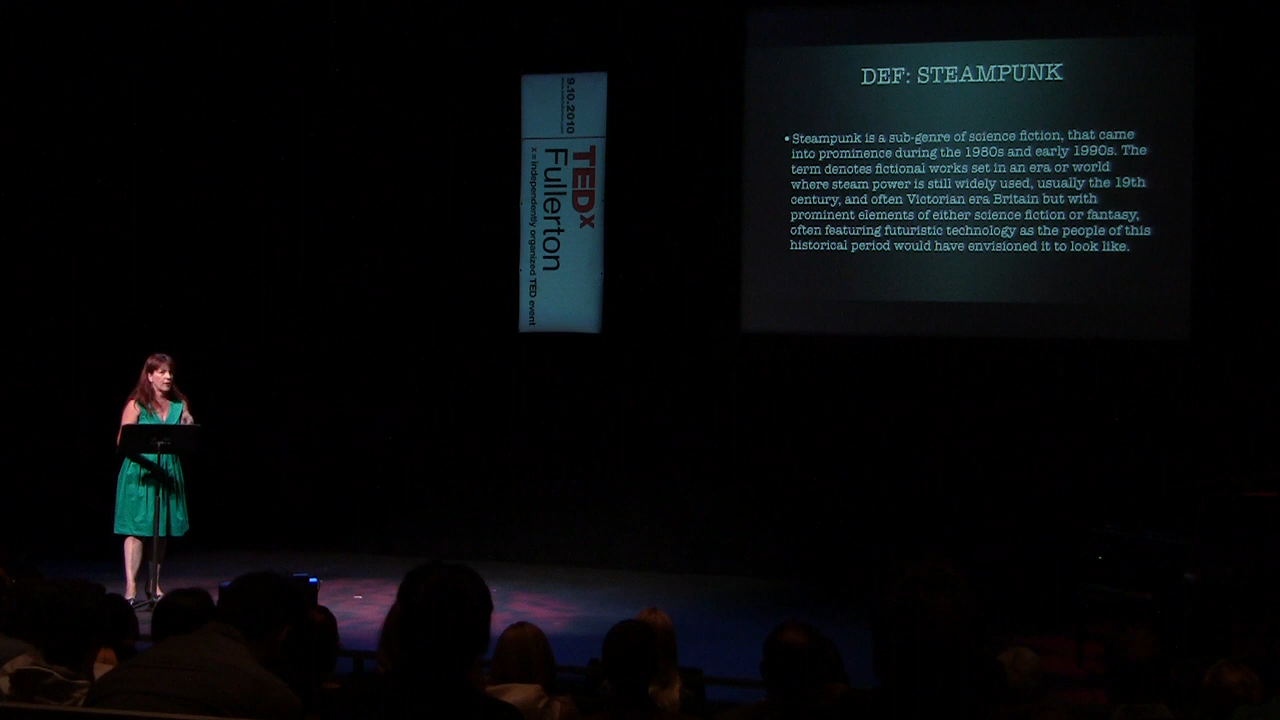 9.10.2010
TEDx
Fullerton
x = independently organized TED event
DEF: STEAMPUNK
• Steampunk is a sub-genre of science fiction, that came
into prominence during the 1980s and early 1990s. The
term denotes fictional works set in an era or world
where steam power is still widely used, usually the 19th
century, and often Victorian era Britain but with
prominent elements of either science fiction or fantasy,
often featuring futuristic technology as the people of this
historical period would have envisioned it to look like.